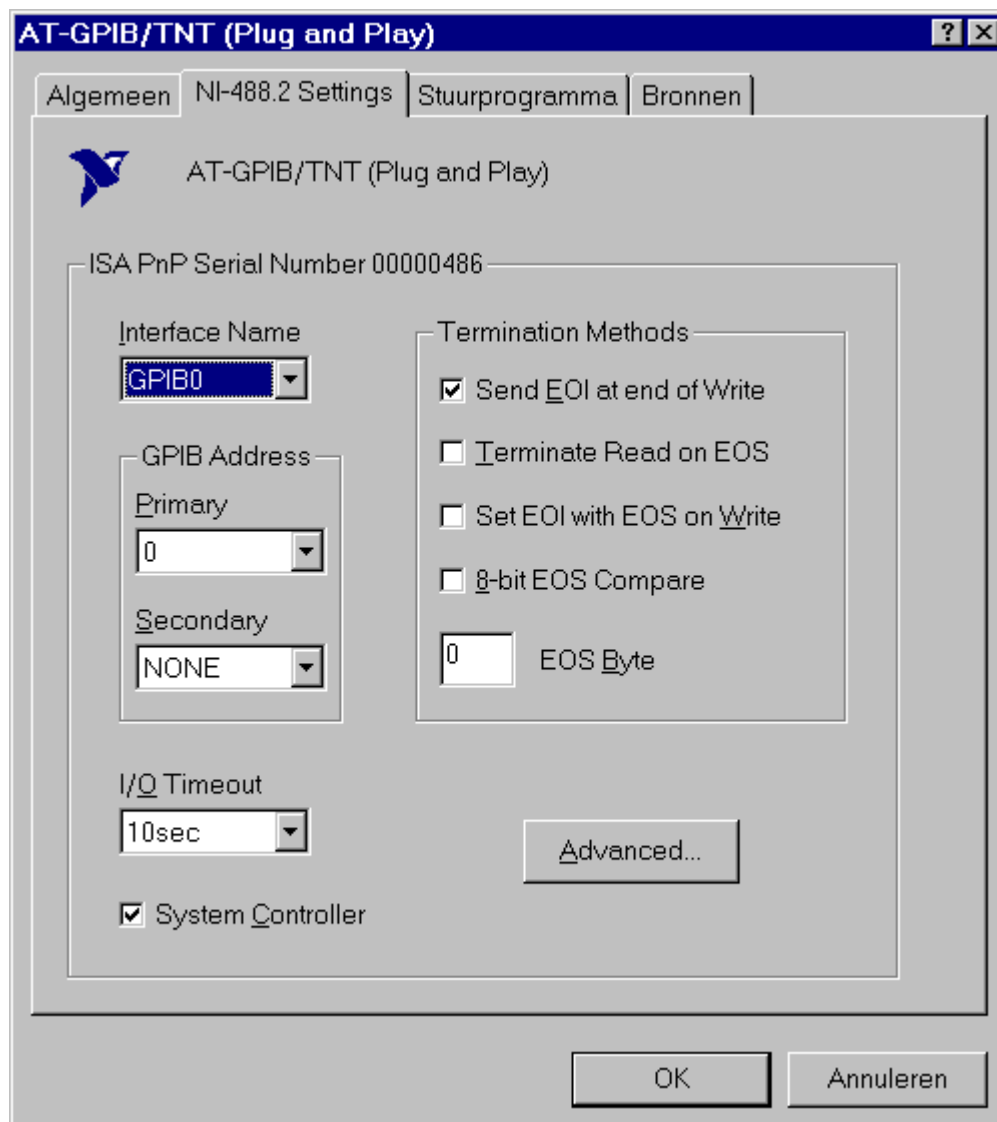 AT-GPIB/TNT (Plug and Play)
Algemeen NI-488.2 Settings Stuurprogramma Bronnen
AT-GPIB/TNT (Plug and Play)
ISA PnP Serial Number 00000486
Interface Name
GPIB0
GPIB Address
Primary
0
Secondary
NONE
I/O Timeout
10sec
System Controller
Termination Methods
Send EOI at end of Write
Terminate Read on EOS
Set EOI with EOS on Write
8-bit EOS Compare
0 EOS Byte
Advanced...
OK Annuleren